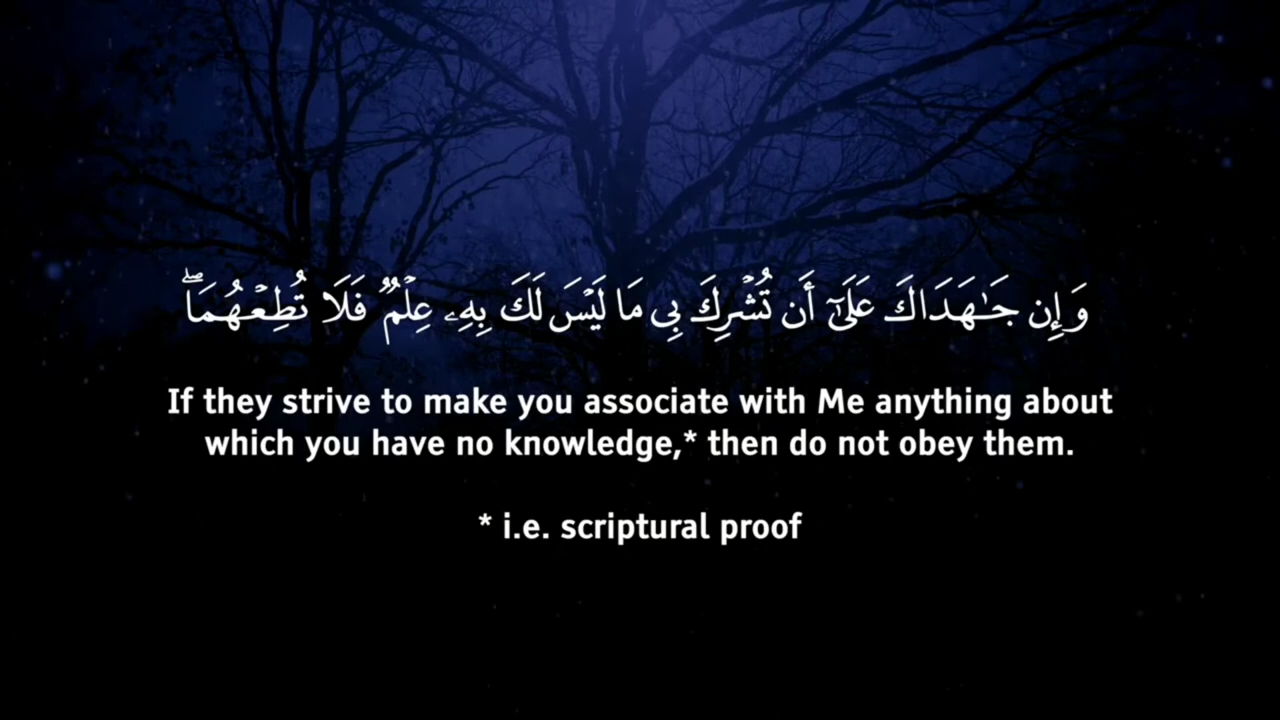 وَإِن جَـٰهَدَاكَ عَلَىٰٓ أَن تُشْرِكَ بِى مَا لَيْسَ لَكَ بِهِۦ عِلْمٌۭ فَلَا تُطِعْهُمَآ ۖ
If they strive to make you associate with Me anything about
which you have no knowledge,* then do not obey them.
* i.e. scriptural proof